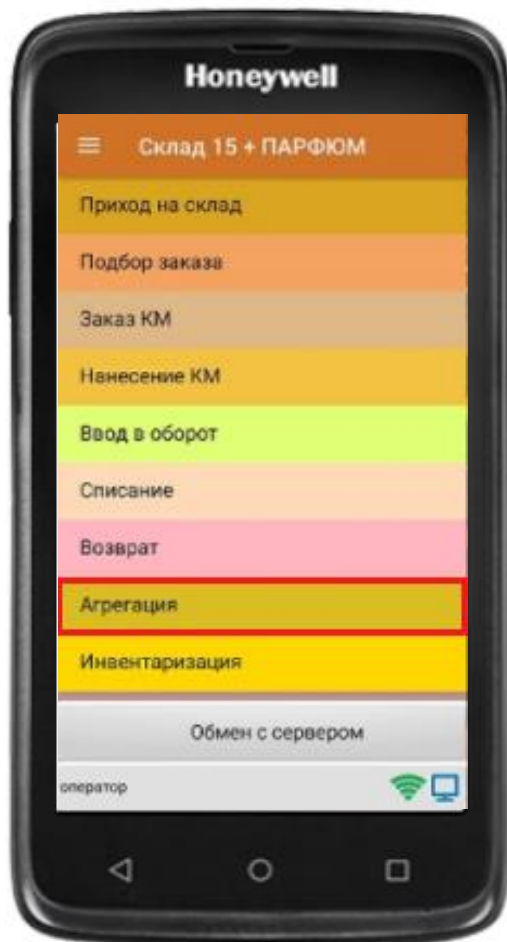 Honeywell
Склад 15 + ПАРФЮМ
Приход на склад
Подбор заказа
Заказ КМ
Нанесение КМ
Ввод в оборот
Списание
Возврат
Агрегация
Инвентаризация
Обмен с сервером
оператор